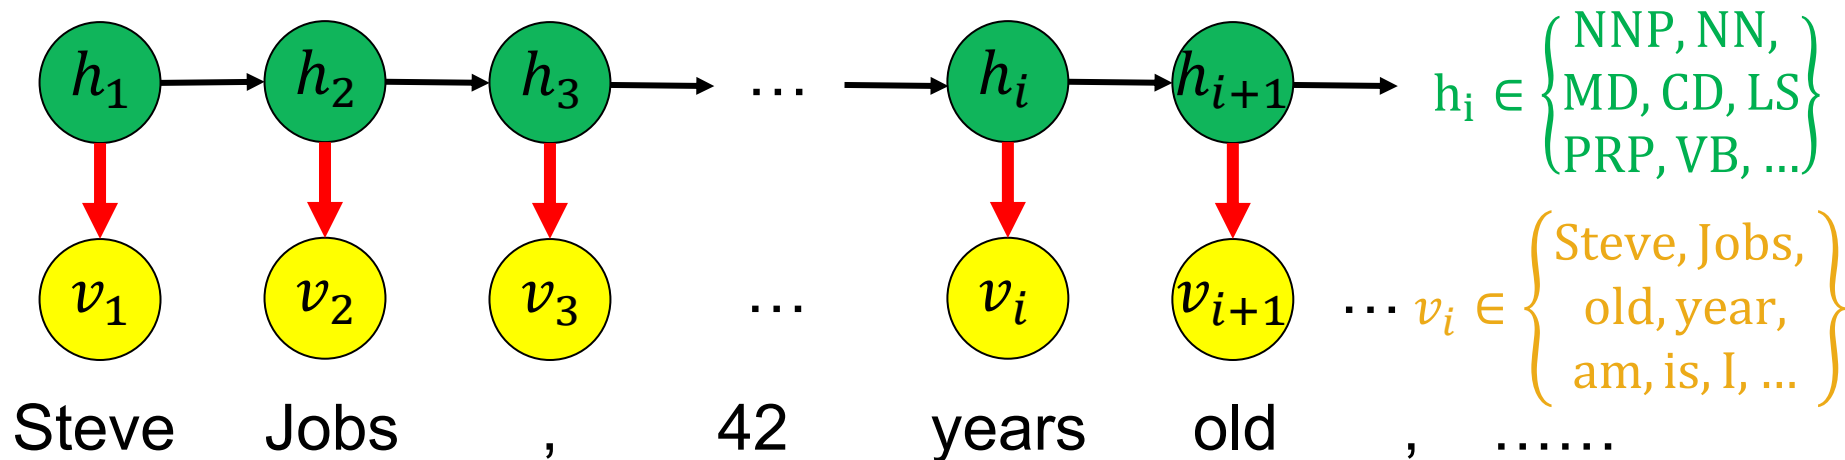 h₁ h₂ h₃ … hᵢ hᵢ₊₁ hᵢ ∈ {NNP, NN,
MD, CD, LS
PRP, VB, …}
v₁ v₂ v₃ … vᵢ vᵢ₊₁ … vᵢ ∈ {Steve, Jobs,
old, year,
am, is, I, …}
Steve Jobs , 42 years old , ……